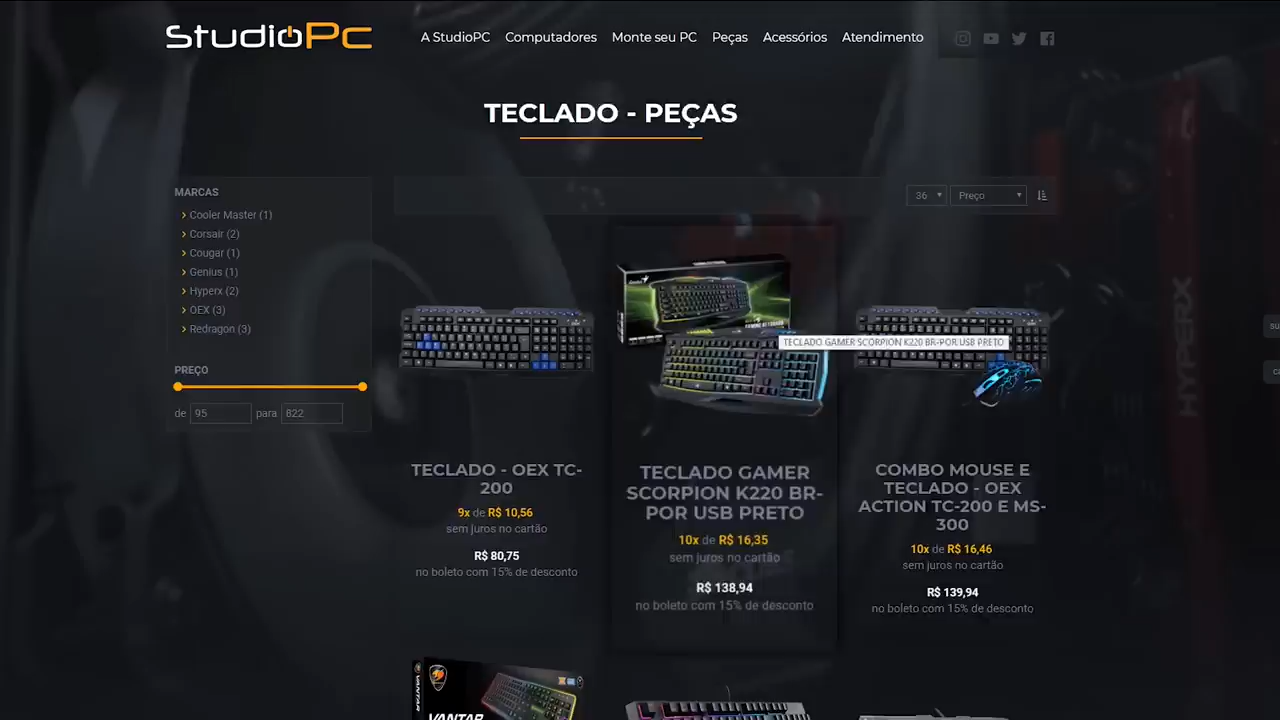 StudioPc
A StudioPC Computadores Monte seu PC Peças Acessórios Atendimento
TECLADO - PEÇAS
MARCAS
Cooler Master (1)
Corsair (2)
Cougar (1)
Genius (1)
Hyperx (2)
OEX (3)
Redragon (3)
PREÇO
de 95 para 822
36 Preço
TECLADO GAMER SCORPION K220 BR-POR USB PRETO
TECLADO - OEX TC-
200
9x de R$ 10,56
sem juros no cartão
R$ 80,75
no boleto com 15% de desconto
TECLADO GAMER
SCORPION K220 BR-
POR USB PRETO
10x de R$ 16,35
sem juros no cartão
R$ 138,94
no boleto com 15% de desconto
COMBO MOUSE E
TECLADO - OEX
ACTION TC-200 E MS-
300
10x de R$ 16,46
sem juros no cartão
R$ 139,94
no boleto com 15% de desconto
HYPERX
VANTAR